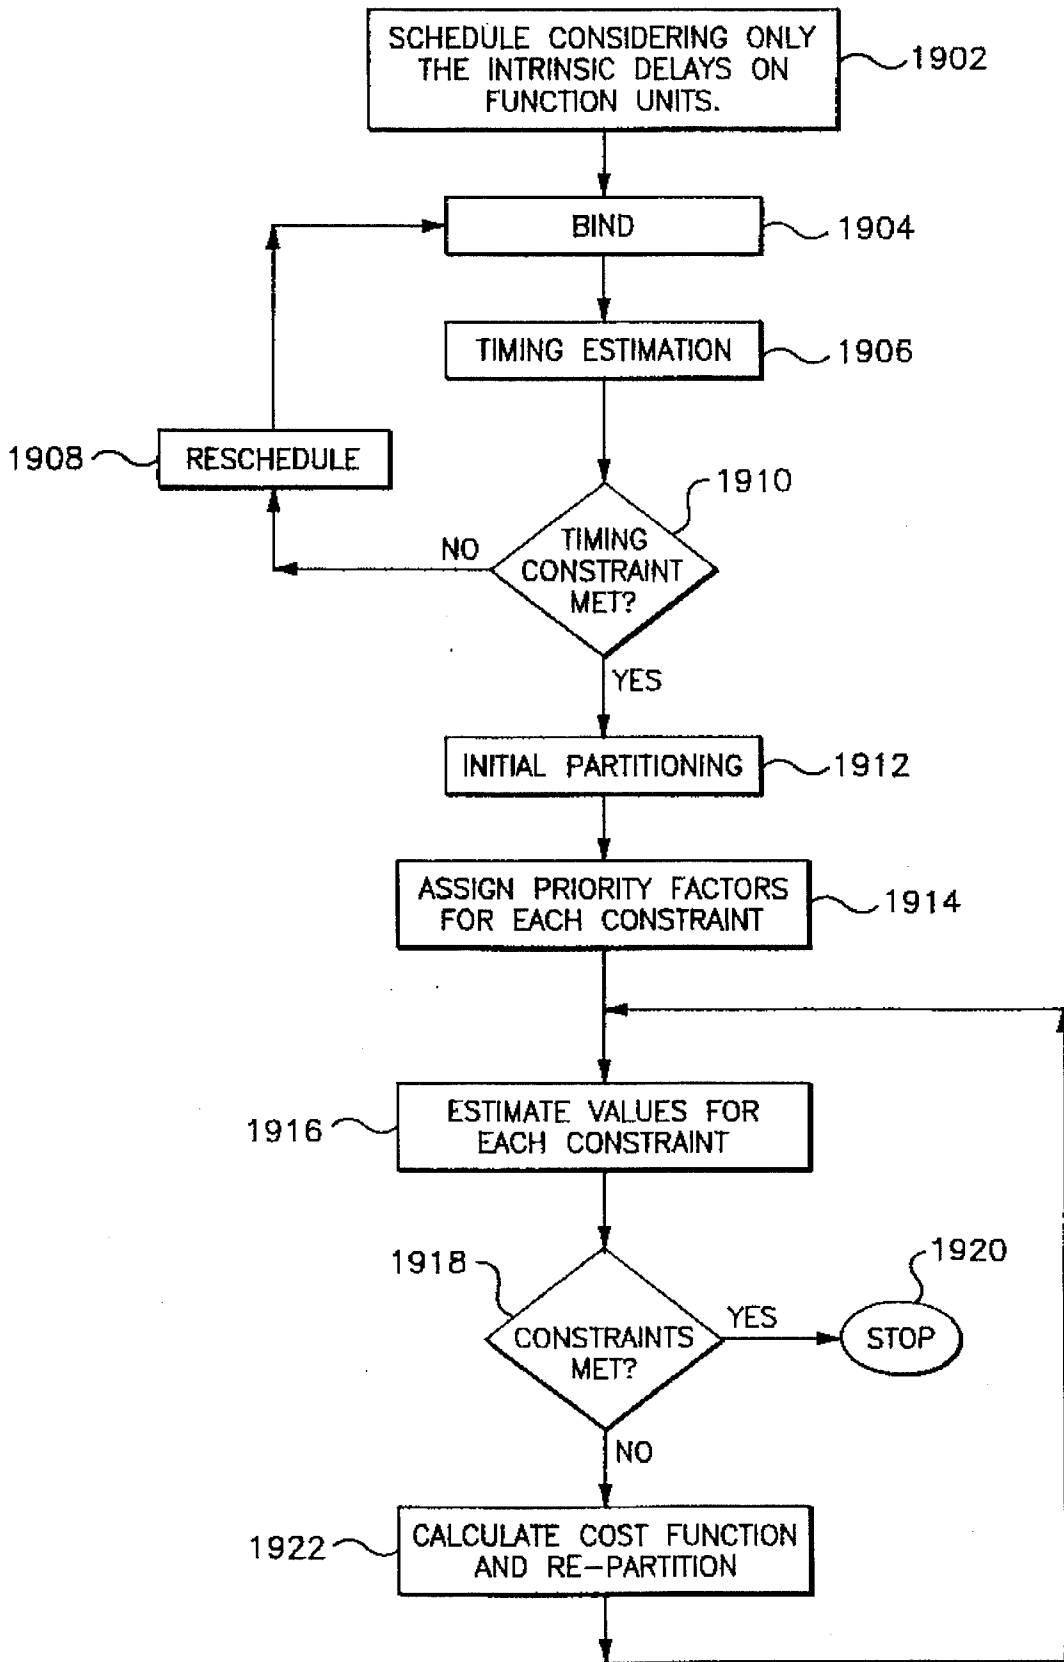 SCHEDULE CONSIDERING ONLY
THE INTRINSIC DELAYS ON
FUNCTION UNITS.
1902
BIND
1904
TIMING ESTIMATION
1906
1908
RESCHEDULE
1910
TIMING
CONSTRAINT
MET?
NO
YES
INITIAL PARTITIONING
1912
ASSIGN PRIORITY FACTORS
FOR EACH CONSTRAINT
1914
1916
ESTIMATE VALUES FOR
EACH CONSTRAINT
1918
CONSTRAINTS
MET?
YES
1920
STOP
NO
1922
CALCULATE COST FUNCTION
AND RE-PARTITION